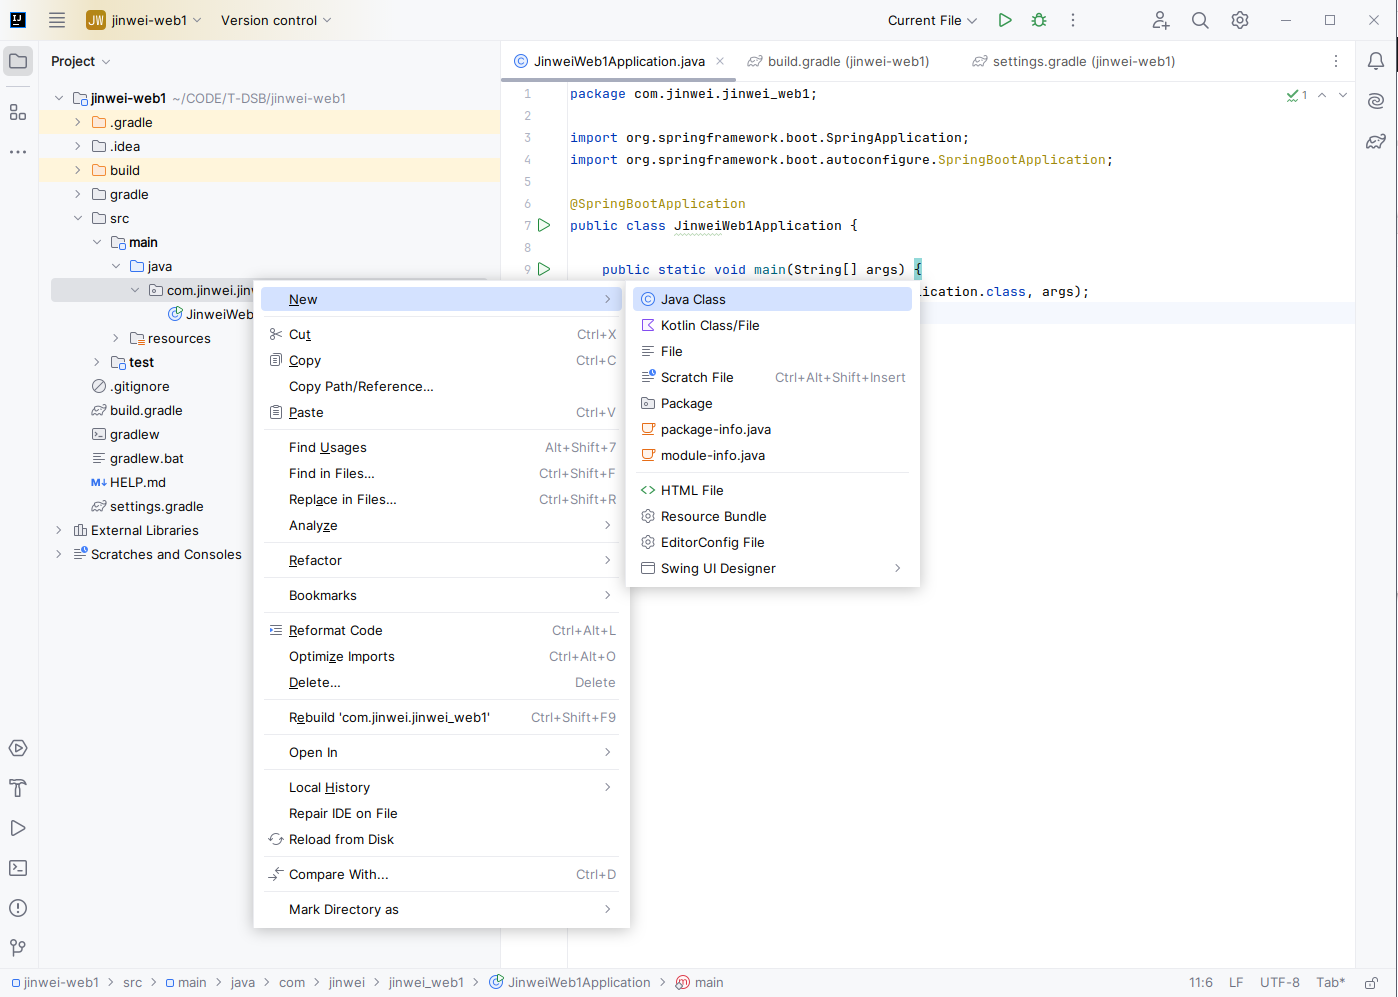 JW jinwei-web1 Version control Current File
Project
JinweiWeb1Application.java build.gradle (jinwei-web1) settings.gradle (jinwei-web1)
jinwei-web1 ~/CODE/T-DSB/jinwei-web1
.gradle
.idea
build
gradle
src
main
java
com.jinwei.jin
JinweiWeb
resources
test
.gitignore
build.gradle
gradlew
gradlew.bat
M↓ HELP.md
settings.gradle
External Libraries
Scratches and Consoles
1 package com.jinwei.jinwei_web1;
2
3 import org.springframework.boot.SpringApplication;
4 import org.springframework.boot.autoconfigure.SpringBootApplication;
5
6 @SpringBootApplication
7 public class JinweiWeb1Application {
8
9 public static void main(String[] args) {
ication.class, args);
1
New
Cut Ctrl+X
Copy Ctrl+C
Copy Path/Reference...
Paste Ctrl+V
Find Usages Alt+Shift+7
Find in Files... Ctrl+Shift+F
Replace in Files... Ctrl+Shift+R
Analyze
Refactor
Bookmarks
Reformat Code Ctrl+Alt+L
Optimize Imports Ctrl+Alt+O
Delete... Delete
Rebuild 'com.jinwei.jinwei_web1' Ctrl+Shift+F9
Open In
Local History
Repair IDE on File
Reload from Disk
Compare With... Ctrl+D
Mark Directory as
Java Class
Kotlin Class/File
File
Scratch File Ctrl+Alt+Shift+Insert
Package
package-info.java
module-info.java
HTML File
Resource Bundle
EditorConfig File
Swing UI Designer
jinwei-web1 > src > main > java > com > jinwei > jinwei_web1 > JinweiWeb1Application > main 11:6 LF UTF-8 Tab*